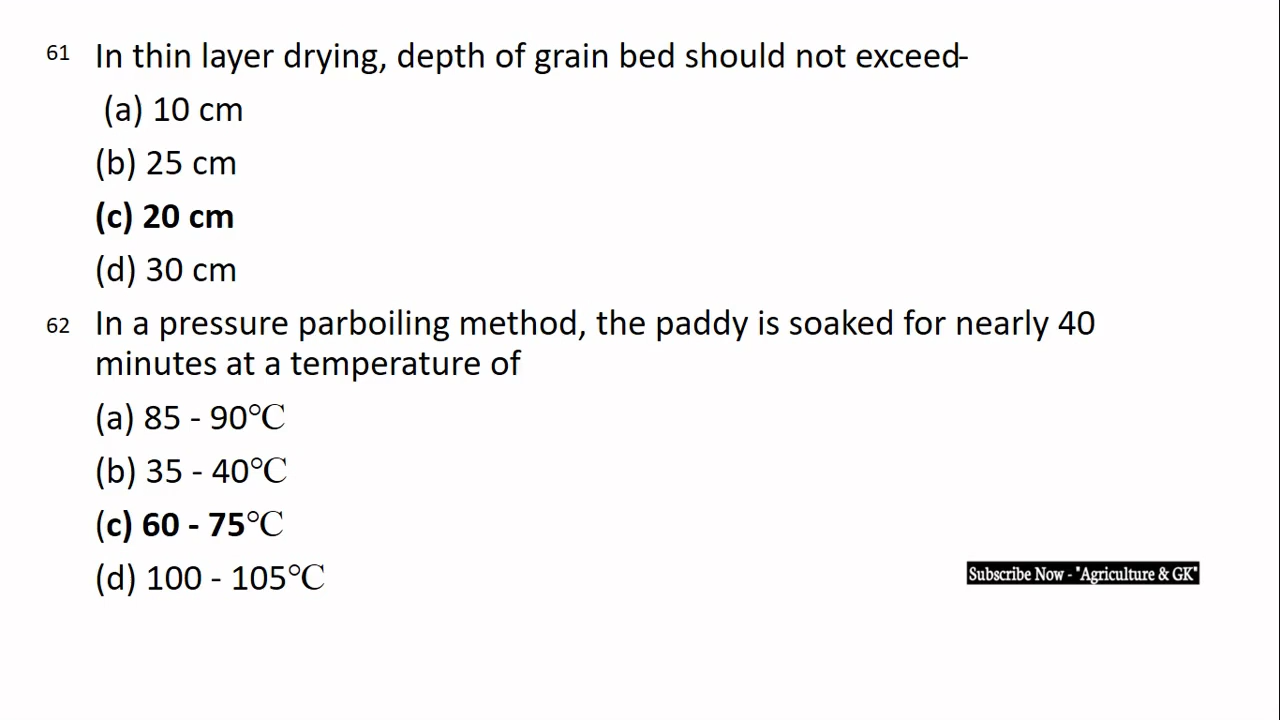 61 In thin layer drying, depth of grain bed should not exceed-
(a) 10 cm
(b) 25 cm
(c) 20 cm
(d) 30 cm
62 In a pressure parboiling method, the paddy is soaked for nearly 40
minutes at a temperature of
(a) 85 - 90℃
(b) 35 - 40℃
(c) 60 - 75℃
(d) 100 - 105℃
Subscribe Now - "Agriculture & GK"